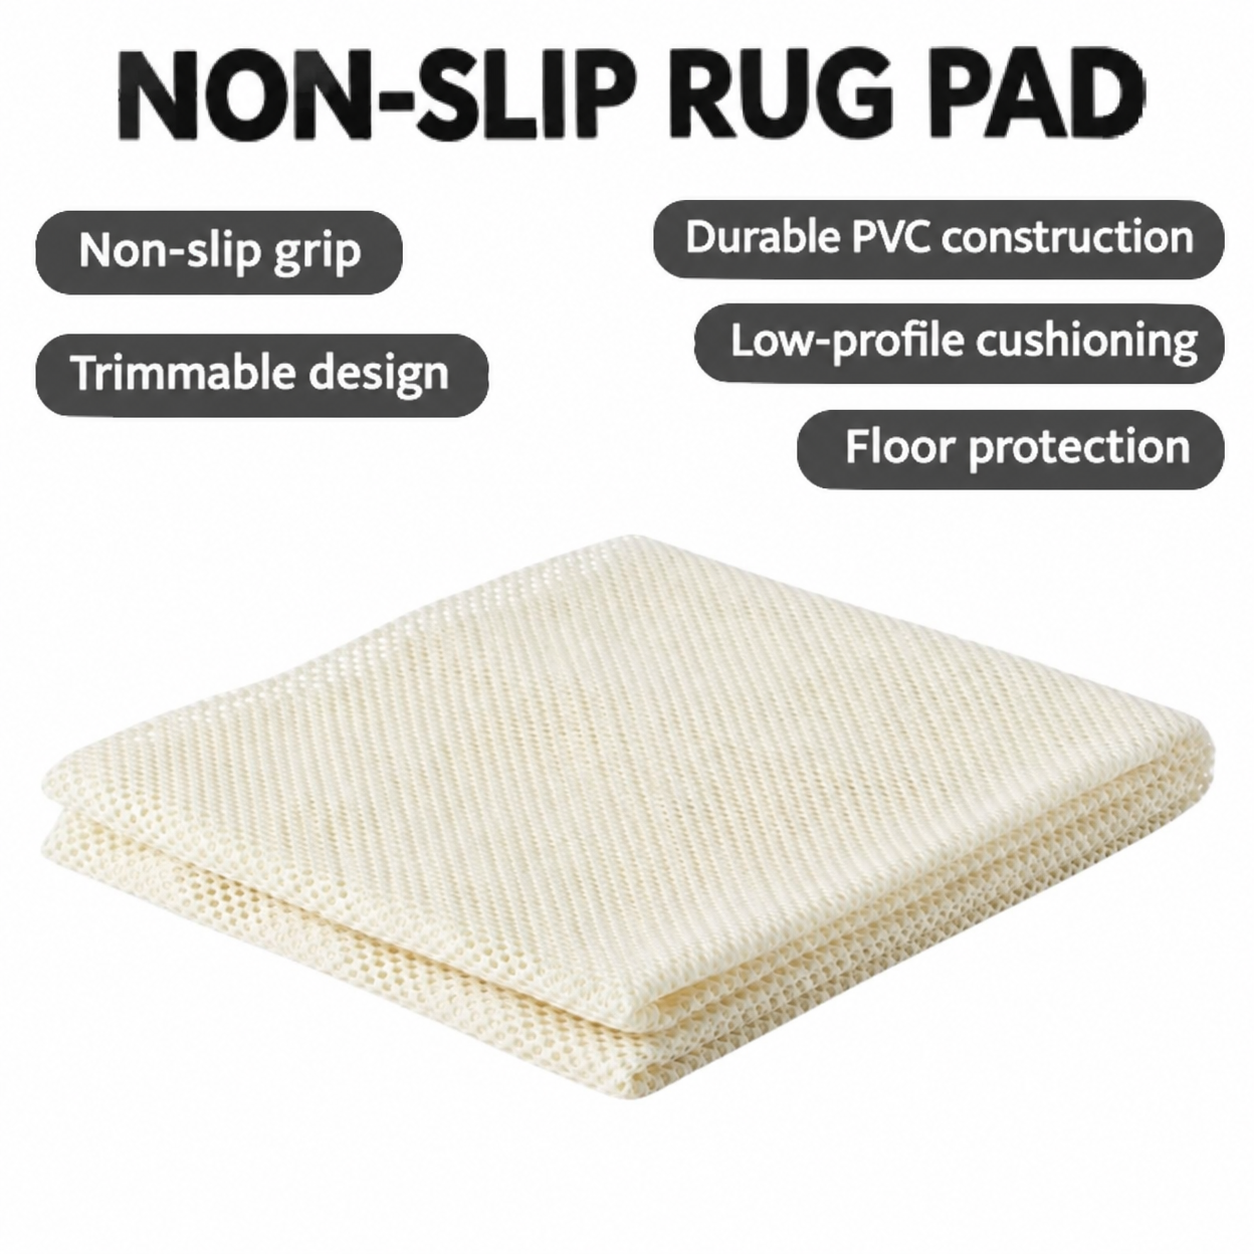 NON-SLIP RUG PAD
Non-slip grip
Trimmable design
Durable PVC construction
Low-profile cushioning
Floor protection